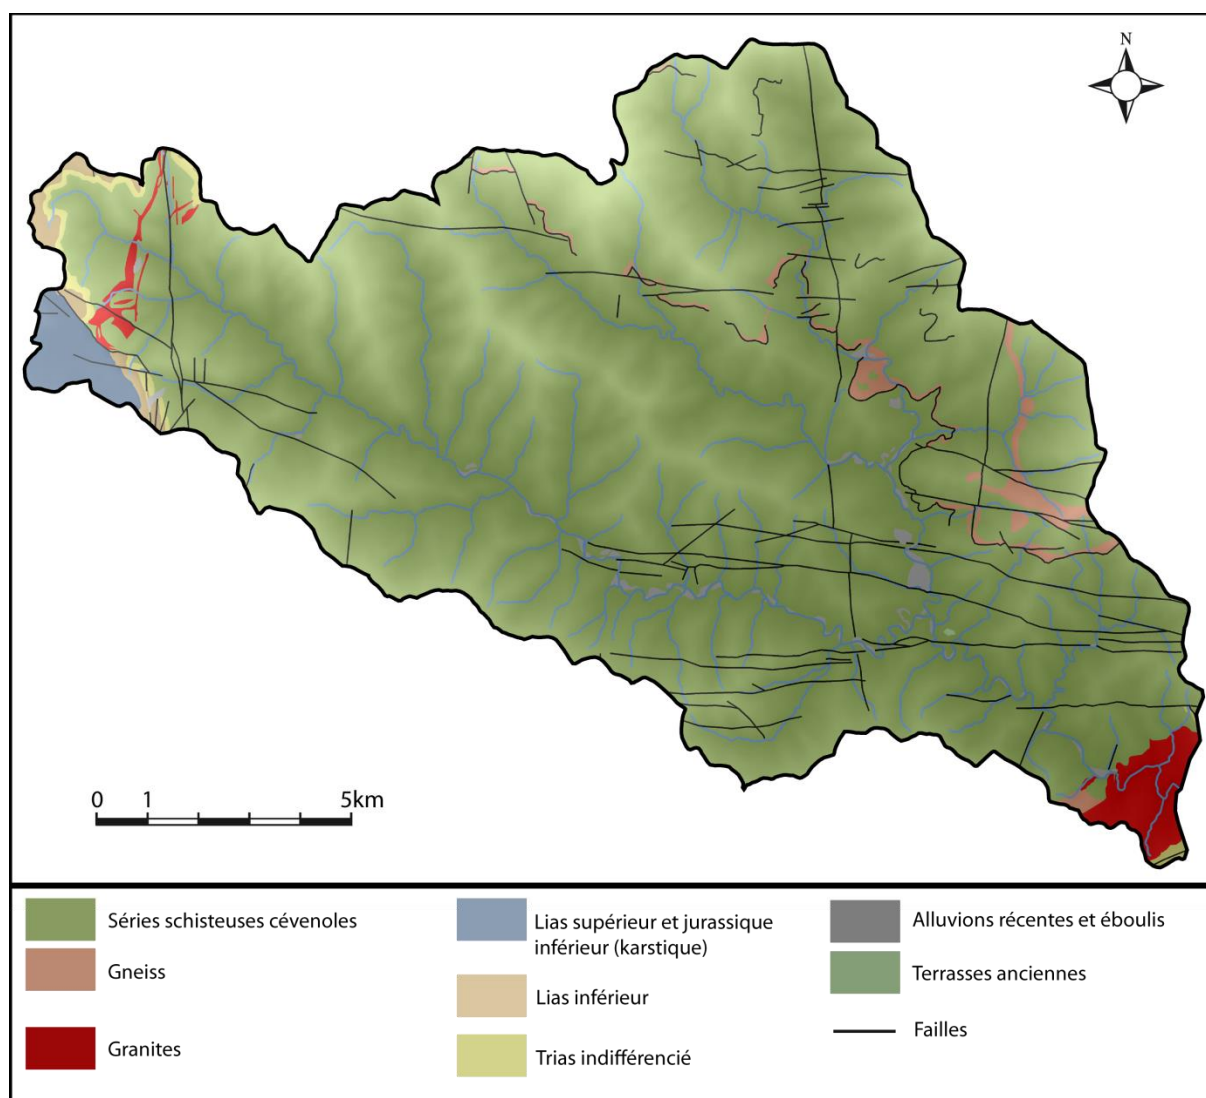 N
0 1 5km
Séries schisteuses cévenoles
Gneiss
Granites
Lias supérieur et jurassique
inférieur (karstique)
Lias inférieur
Trias indifférencié
Alluvions récentes et éboulis
Terrasses anciennes
Failles